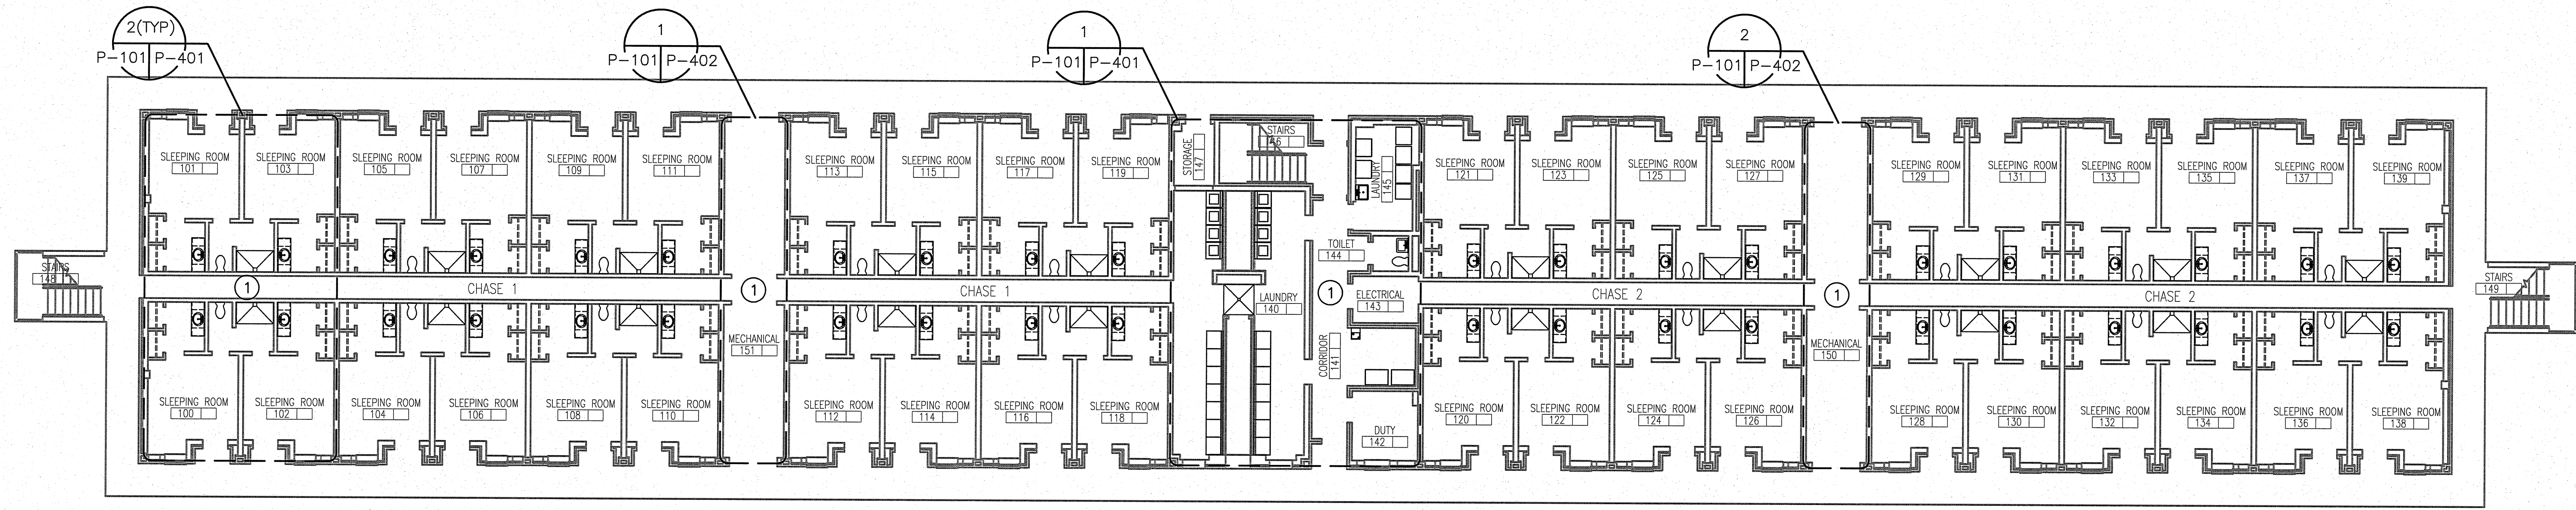 2(TYP)
P-101 P-401
1
P-101 P-402
1
P-101 P-401
2
P-101 P-402
SLEEPING ROOM
101
SLEEPING ROOM
103
SLEEPING ROOM
105
SLEEPING ROOM
107
SLEEPING ROOM
109
SLEEPING ROOM
111
SLEEPING ROOM
113
SLEEPING ROOM
115
SLEEPING ROOM
117
SLEEPING ROOM
119
STORAGE
147
STAIRS
LAUNDRY
145
SLEEPING ROOM
121
SLEEPING ROOM
123
SLEEPING ROOM
125
SLEEPING ROOM
127
SLEEPING ROOM
129
SLEEPING ROOM
131
SLEEPING ROOM
133
SLEEPING ROOM
135
SLEEPING ROOM
137
SLEEPING ROOM
139
TOILET
144
STAIRS
148
1
CHASE 1
1
CHASE 1
LAUNDRY
140
1
ELECTRICAL
143
CHASE 2
1
CHASE 2
STAIRS
149
MECHANICAL
151
CORRIDOR
141
MECHANICAL
150
SLEEPING ROOM
100
SLEEPING ROOM
102
SLEEPING ROOM
104
SLEEPING ROOM
106
SLEEPING ROOM
108
SLEEPING ROOM
110
SLEEPING ROOM
112
SLEEPING ROOM
114
SLEEPING ROOM
116
SLEEPING ROOM
118
DUTY
142
SLEEPING ROOM
120
SLEEPING ROOM
122
SLEEPING ROOM
124
SLEEPING ROOM
126
SLEEPING ROOM
128
SLEEPING ROOM
130
SLEEPING ROOM
132
SLEEPING ROOM
134
SLEEPING ROOM
136
SLEEPING ROOM
138